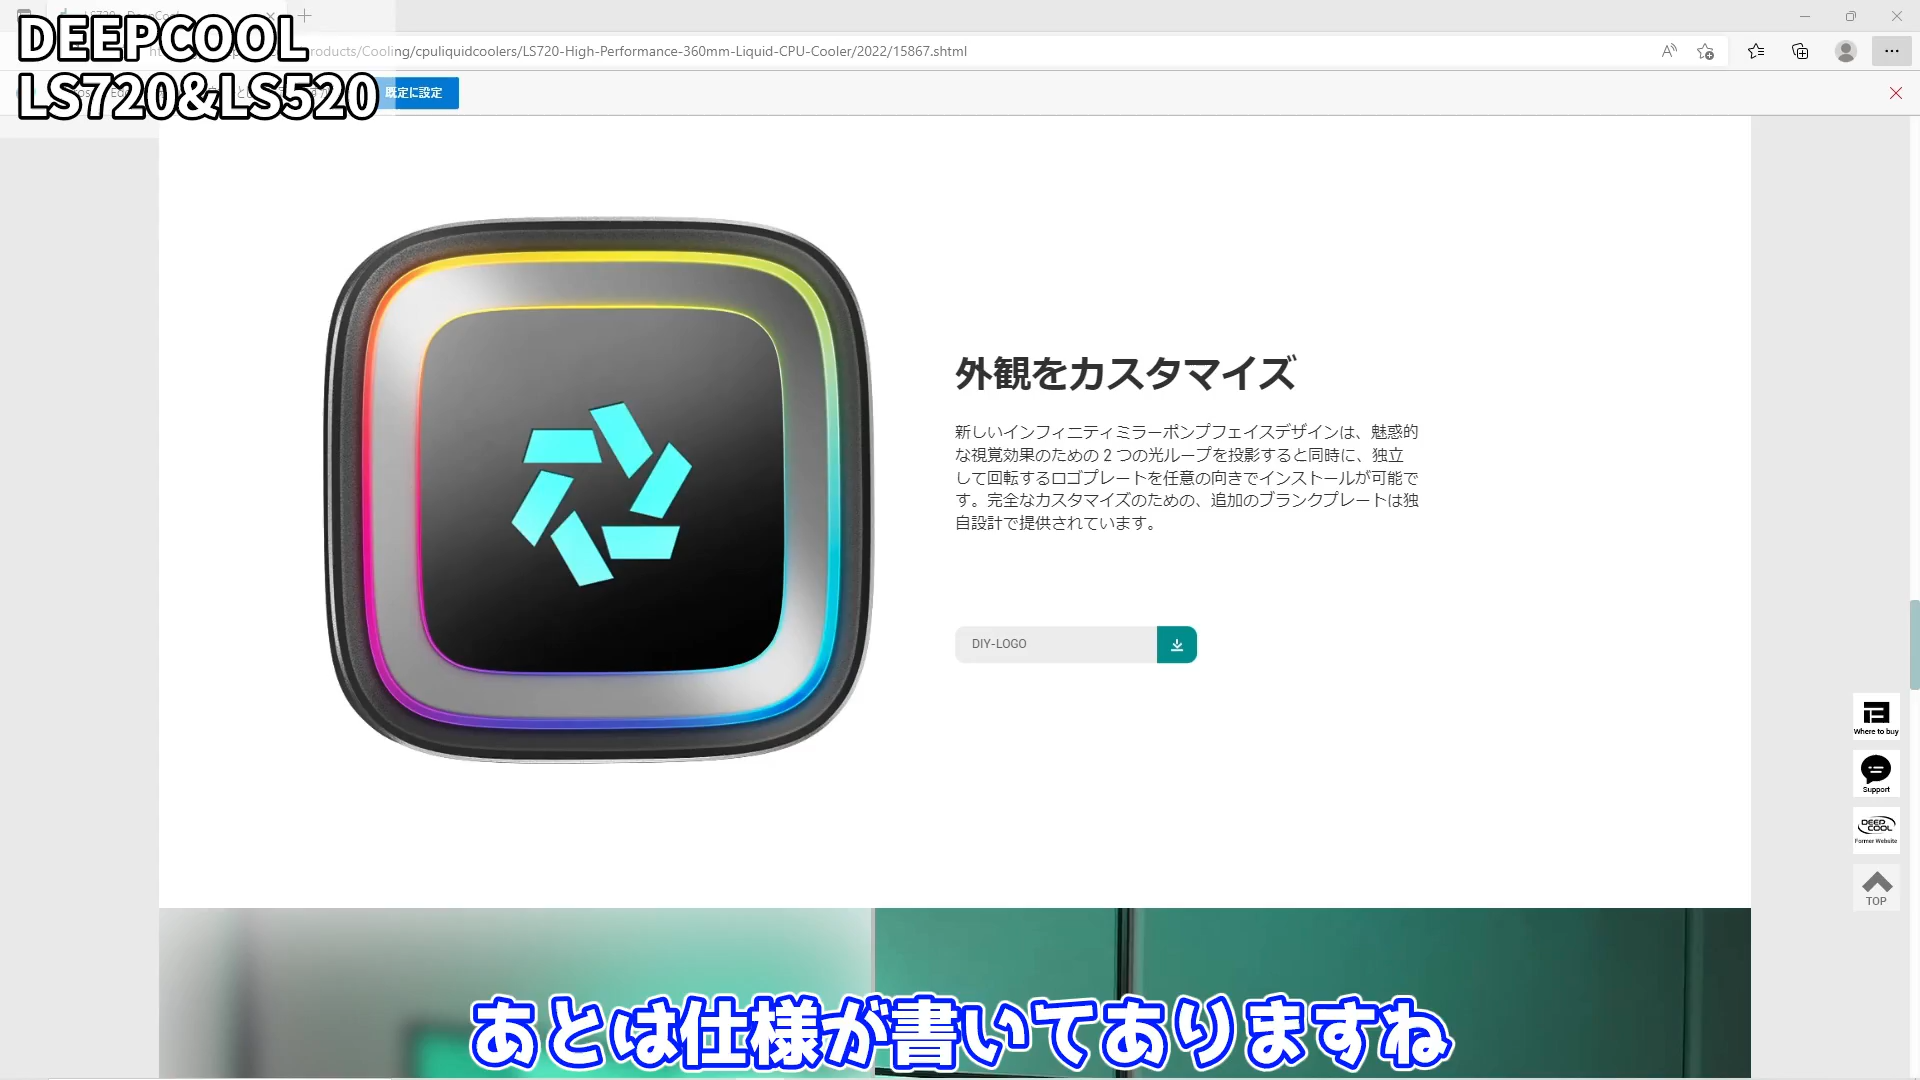 DEEPCOOL
LS720&LS520
roducts/Cooling/cpuliquidcoolers/LS720-High-Performance-360mm-Liquid-CPU-Cooler/2022/15867.shtml
既定に設定
外観をカスタマイズ
新しいインフィニティミラーポンプフェイスデザインは、魅惑的
な視覚効果のための 2 つの光ループを投影すると同時に、独立
して回転するロゴプレートを任意の向きでインストールが可能で
す。完全なカスタマイズのための、追加のブランクプレートは独
自設計で提供されています。
DIY-LOGO
Where to buy
Support
DEEP
COOL
Former Website
TOP
あとは仕様が書いてありますね